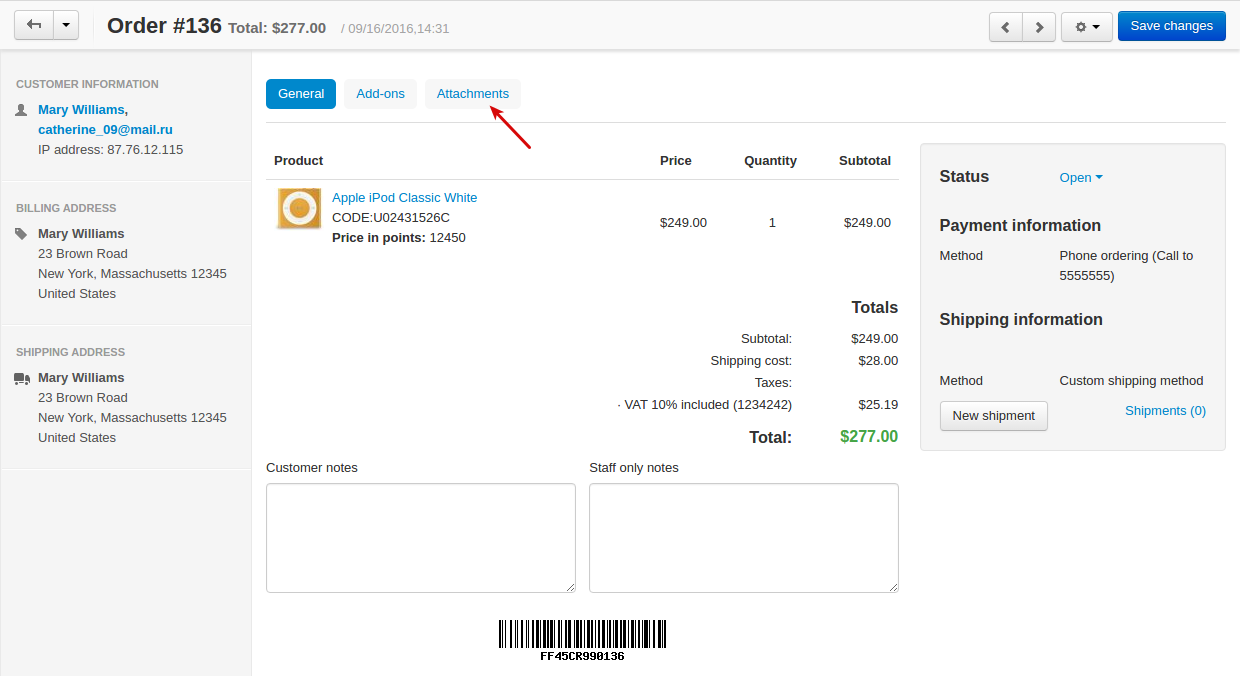 Order #136 Total: $277.00 / 09/16/2016,14:31
Save changes
CUSTOMER INFORMATION
Mary Williams,
catherine_09@mail.ru
IP address: 87.76.12.115
BILLING ADDRESS
Mary Williams
23 Brown Road
New York, Massachusetts 12345
United States
SHIPPING ADDRESS
Mary Williams
23 Brown Road
New York, Massachusetts 12345
United States
General Add-ons Attachments
Product Price Quantity Subtotal
Apple iPod Classic White
CODE:U02431526C
Price in points: 12450
$249.00 1 $249.00
Totals
Subtotal: $249.00
Shipping cost: $28.00
Taxes:
· VAT 10% included (1234242) $25.19
Total: $277.00
Customer notes Staff only notes
FF45CR990136
Status Open
Payment information
Method Phone ordering (Call to
5555555)
Shipping information
Method Custom shipping method
New shipment Shipments (0)